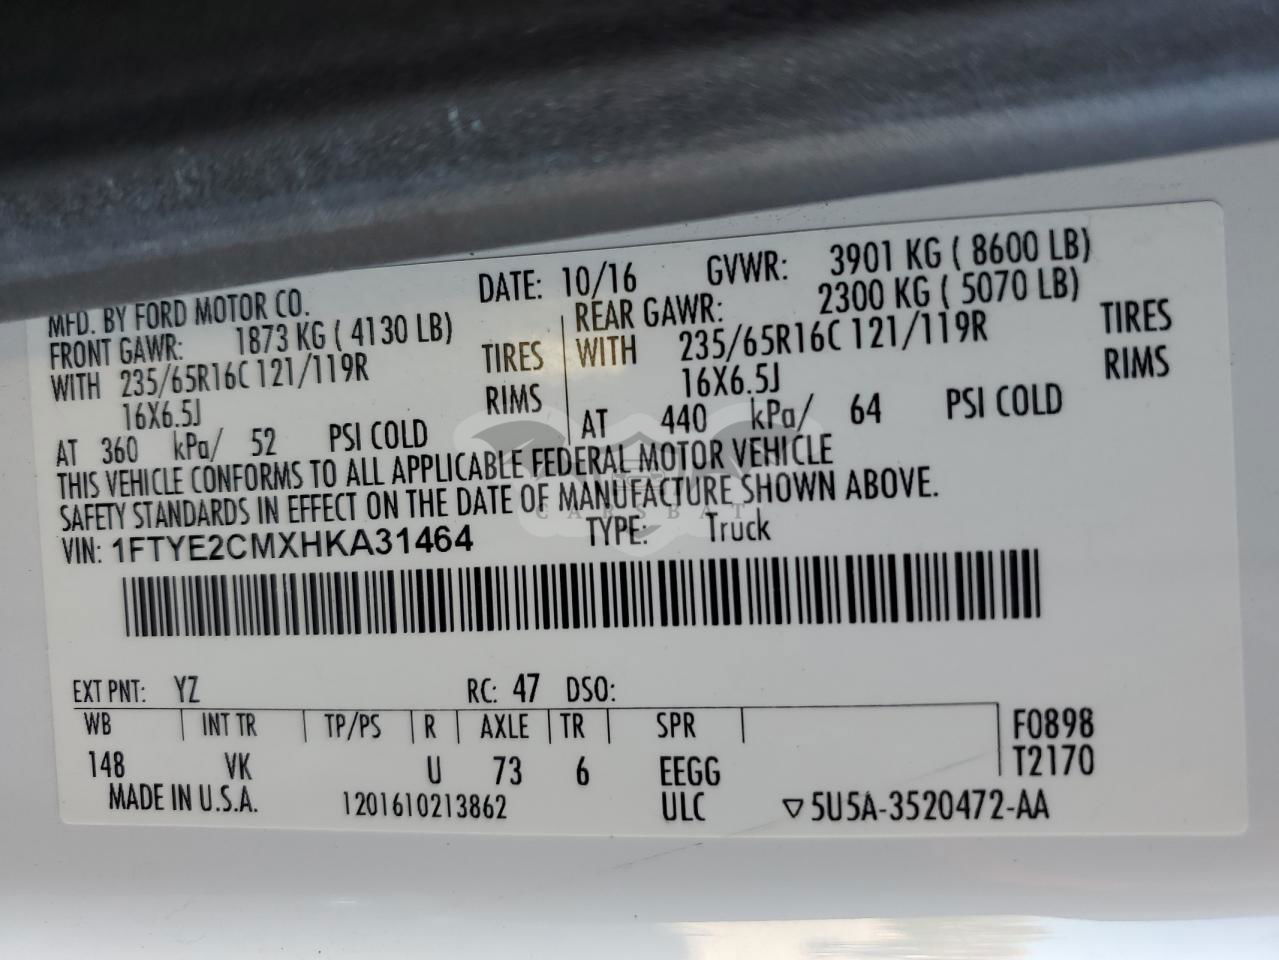 MFD. BY FORD MOTOR CO. DATE: 10/16 GVWR: 3901 KG ( 8600 LB)
FRONT GAWR: 1873 KG ( 4130 LB) REAR GAWR: 2300 KG ( 5070 LB)
WITH 235/65R16C 121/119R TIRES WITH 235/65R16C 121/119R TIRES
16X6.5J RIMS 16X6.5J RIMS
AT 360 kPa/ 52 PSI COLD AT 440 kPa/ 64 PSI COLD
THIS VEHICLE CONFORMS TO ALL APPLICABLE FEDERAL MOTOR VEHICLE
SAFETY STANDARDS IN EFFECT ON THE DATE OF MANUFACTURE SHOWN ABOVE.
CARSBAT
VIN: 1FTYE2CMXHKA31464 TYPE: Truck
EXT PNT: YZ RC: 47 DSO:
WB INT TR TP/PS R AXLE TR SPR F0898
148 VK U 73 6 EEGG T2170
MADE IN U.S.A. 1201610213862 ULC ▽5U5A-3520472-AA